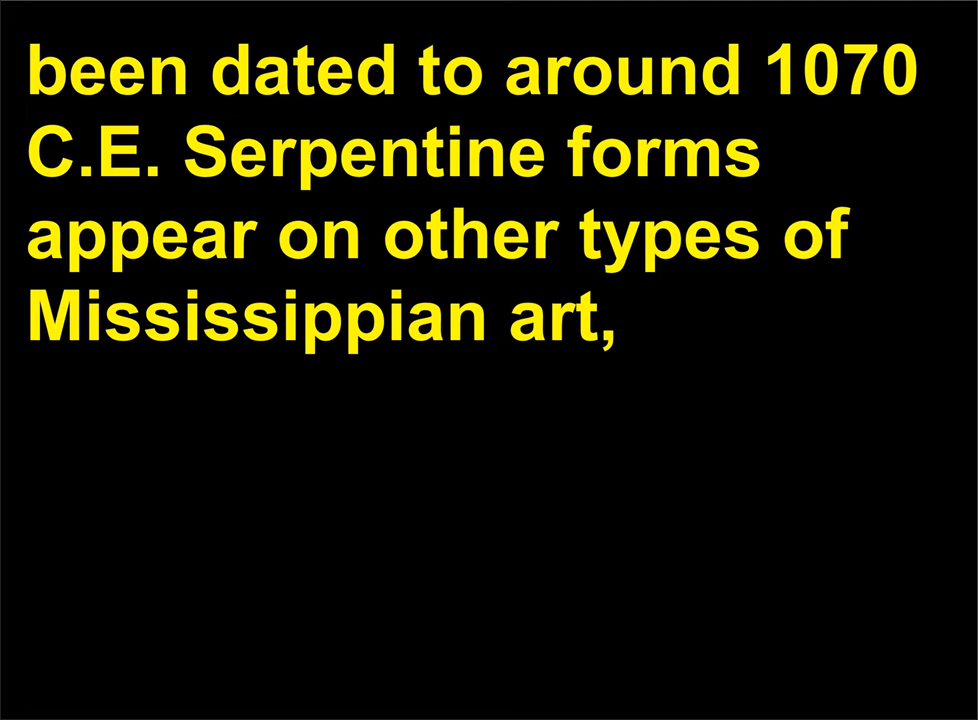 been dated to around 1070
C.E. Serpentine forms
appear on other types of
Mississippian art,